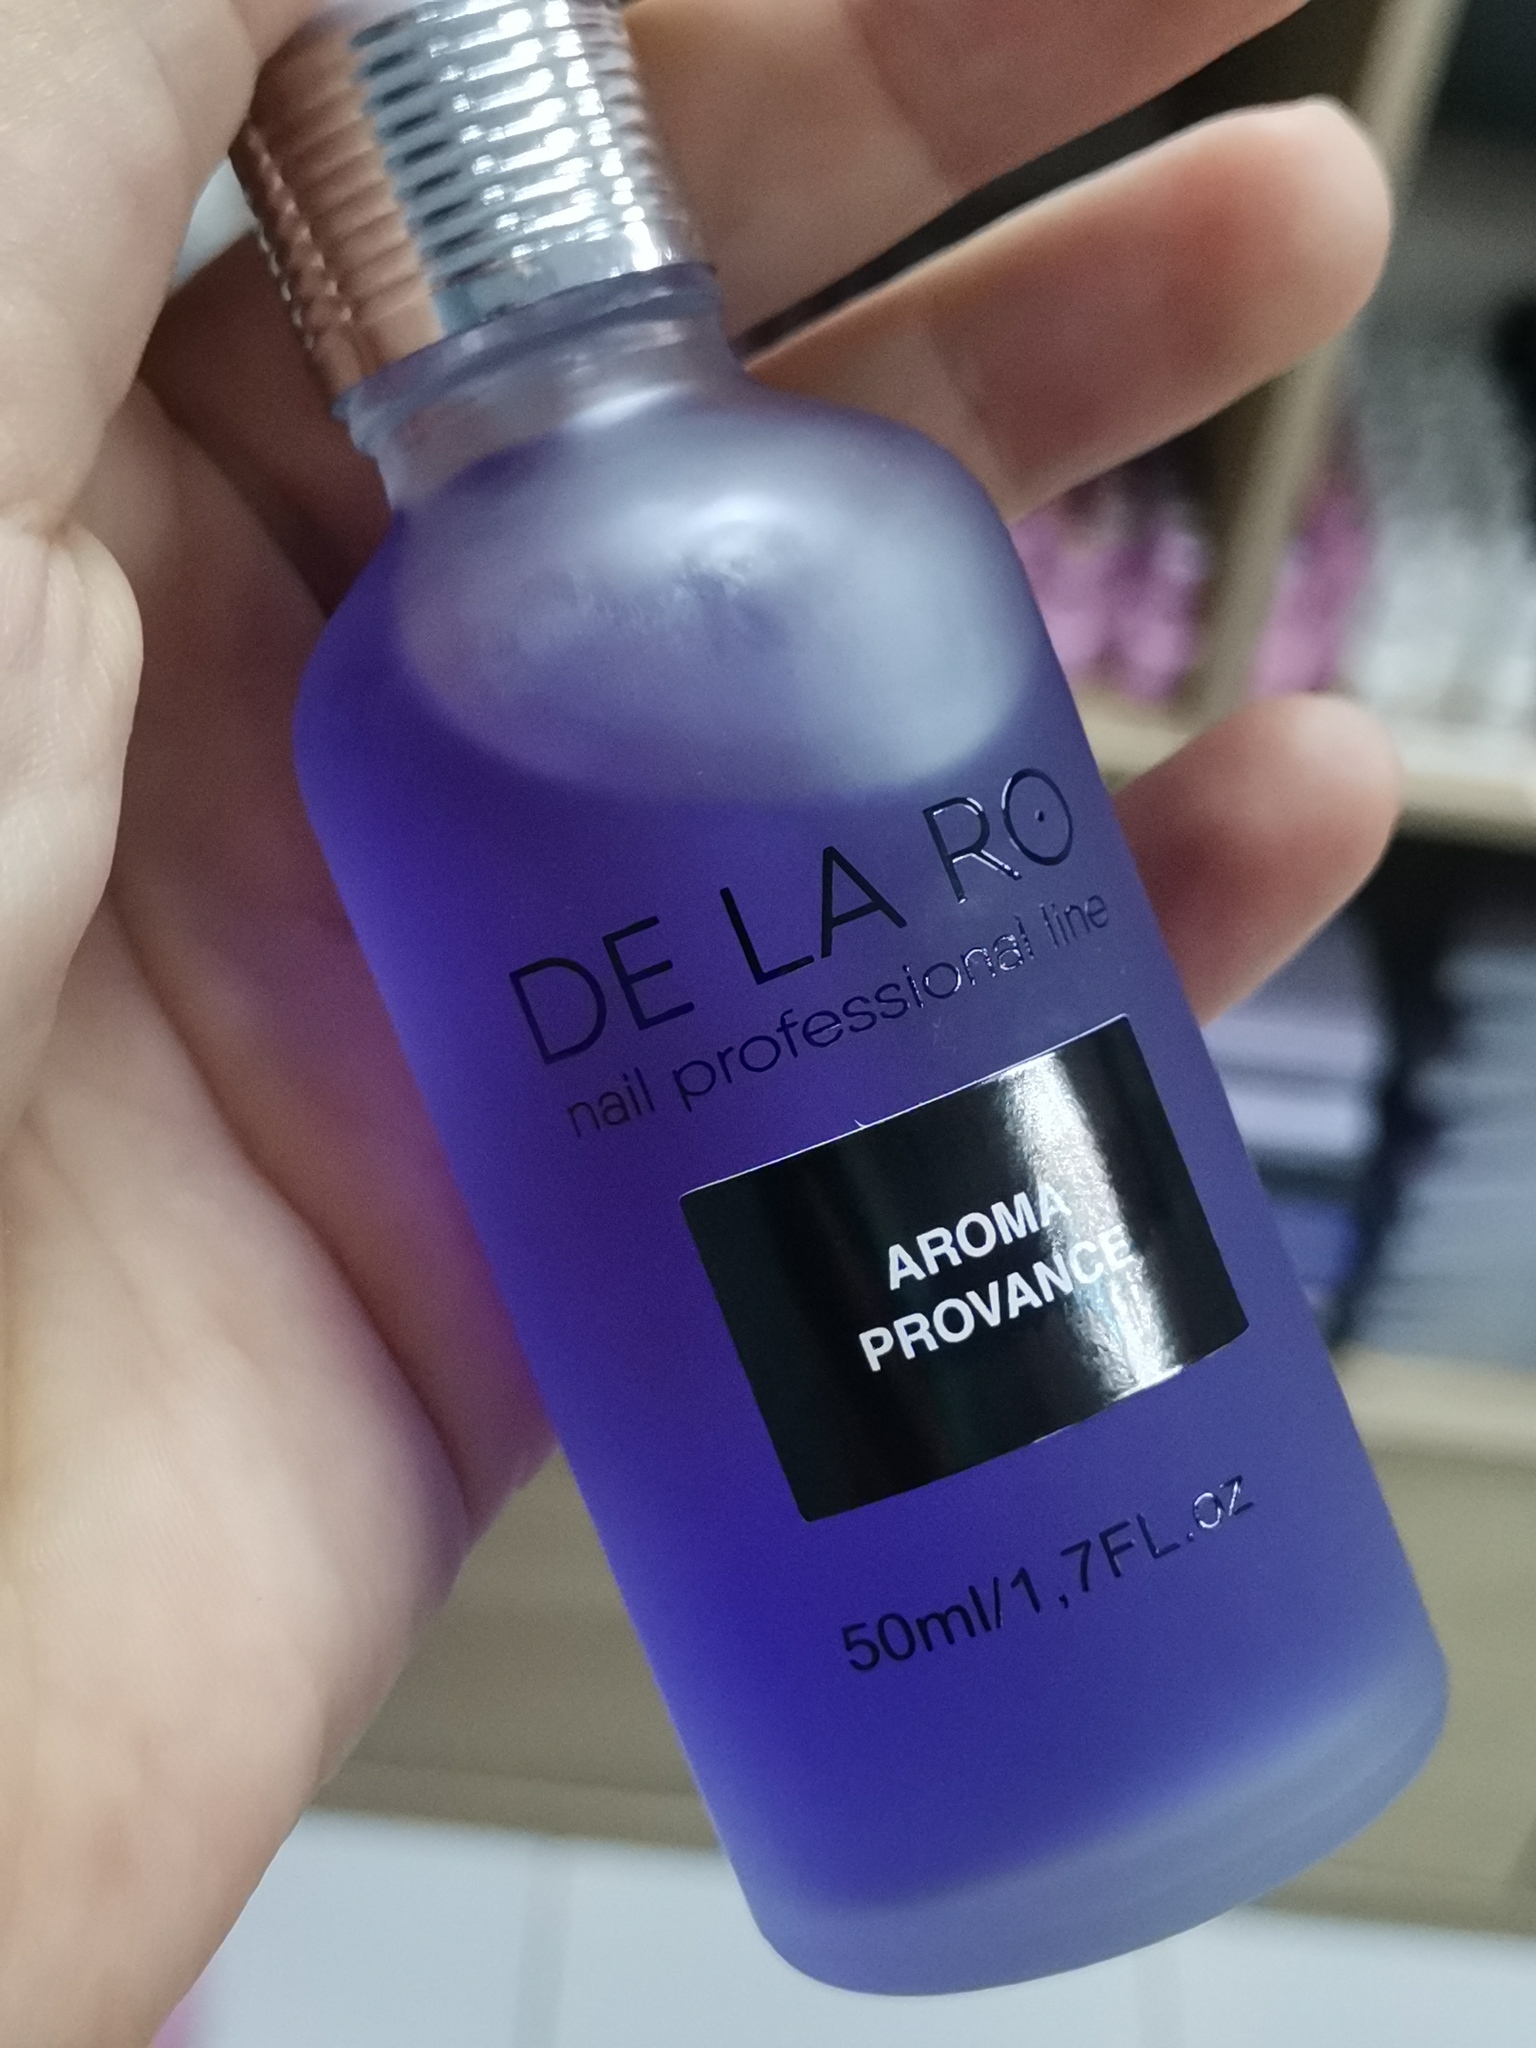 DE LA RO
nail professional line
AROMA
PROVANCE
50ml/1,7FL.oz